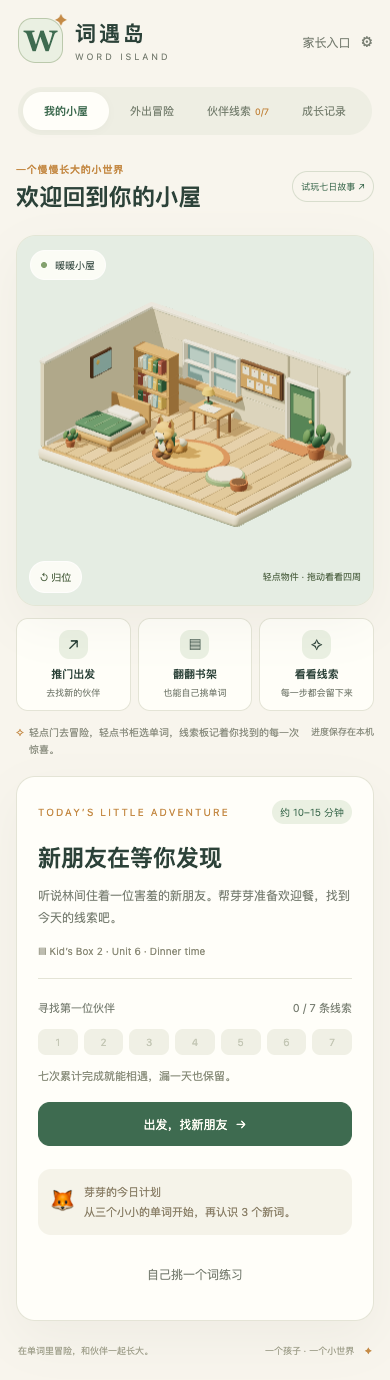 W 词遇岛
WORD ISLAND
家长入口
我的小屋 外出冒险 伙伴线索 0/7 成长记录
一个慢慢长大的小世界
欢迎回到你的小屋
试玩七日故事 ↗
暖暖小屋
归位
轻点物件 · 拖动看看四周
推门出发 翻翻书架 看看线索
去找新的伙伴 也能自己挑单词 每一步都会留下来
轻点门去冒险，轻点书柜选单词，线索板记着你找到的每一次
惊喜。
进度保存在本机
TODAY'S LITTLE ADVENTURE
约 10–15 分钟
新朋友在等你发现
听说林间住着一位害羞的新朋友。帮芽芽准备欢迎餐，找到
今天的线索吧。
Kid's Box 2 · Unit 6 · Dinner time
寻找第一位伙伴 0 / 7 条线索
1 2 3 4 5 6 7
七次累计完成就能相遇，漏一天也保留。
出发，找新朋友 →
芽芽的今日计划
从三个小小的单词开始，再认识 3 个新词。
自己挑一个词练习
在单词里冒险，和伙伴一起长大。 一个孩子 · 一个小世界